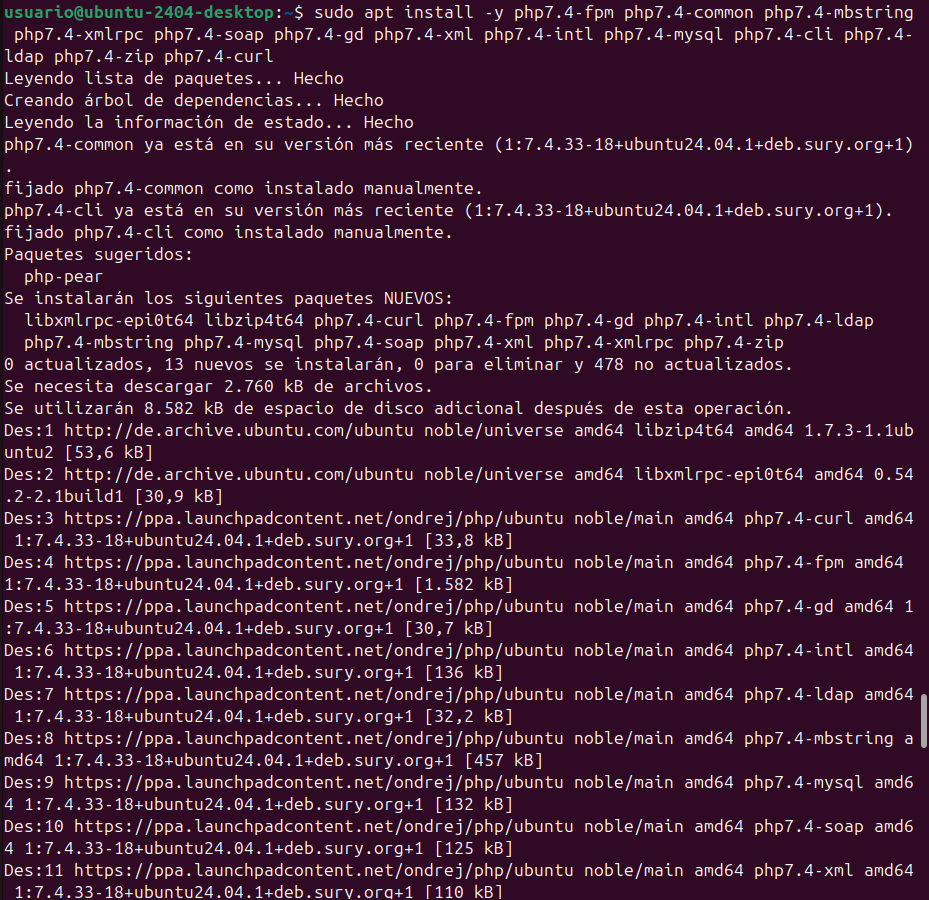 usuario@ubuntu-2404-desktop:~$ sudo apt install -y php7.4-fpm php7.4-common php7.4-mbstring
 php7.4-xmlrpc php7.4-soap php7.4-gd php7.4-xml php7.4-intl php7.4-mysql php7.4-cli php7.4-
ldap php7.4-zip php7.4-curl
Leyendo lista de paquetes... Hecho
Creando árbol de dependencias... Hecho
Leyendo la información de estado... Hecho
php7.4-common ya está en su versión más reciente (1:7.4.33-18+ubuntu24.04.1+deb.sury.org+1)
.
fijado php7.4-common como instalado manualmente.
php7.4-cli ya está en su versión más reciente (1:7.4.33-18+ubuntu24.04.1+deb.sury.org+1).
fijado php7.4-cli como instalado manualmente.
Paquetes sugeridos:
  php-pear
Se instalarán los siguientes paquetes NUEVOS:
  libxmlrpc-epi0t64 libzip4t64 php7.4-curl php7.4-fpm php7.4-gd php7.4-intl php7.4-ldap
  php7.4-mbstring php7.4-mysql php7.4-soap php7.4-xml php7.4-xmlrpc php7.4-zip
0 actualizados, 13 nuevos se instalarán, 0 para eliminar y 478 no actualizados.
Se necesita descargar 2.760 kB de archivos.
Se utilizarán 8.582 kB de espacio de disco adicional después de esta operación.
Des:1 http://de.archive.ubuntu.com/ubuntu noble/universe amd64 libzip4t64 amd64 1.7.3-1.1ub
untu2 [53,6 kB]
Des:2 http://de.archive.ubuntu.com/ubuntu noble/universe amd64 libxmlrpc-epi0t64 amd64 0.54
.2-2.1build1 [30,9 kB]
Des:3 https://ppa.launchpadcontent.net/ondrej/php/ubuntu noble/main amd64 php7.4-curl amd64
 1:7.4.33-18+ubuntu24.04.1+deb.sury.org+1 [33,8 kB]
Des:4 https://ppa.launchpadcontent.net/ondrej/php/ubuntu noble/main amd64 php7.4-fpm amd64
1:7.4.33-18+ubuntu24.04.1+deb.sury.org+1 [1.582 kB]
Des:5 https://ppa.launchpadcontent.net/ondrej/php/ubuntu noble/main amd64 php7.4-gd amd64 1
:7.4.33-18+ubuntu24.04.1+deb.sury.org+1 [30,7 kB]
Des:6 https://ppa.launchpadcontent.net/ondrej/php/ubuntu noble/main amd64 php7.4-intl amd64
 1:7.4.33-18+ubuntu24.04.1+deb.sury.org+1 [136 kB]
Des:7 https://ppa.launchpadcontent.net/ondrej/php/ubuntu noble/main amd64 php7.4-ldap amd64
 1:7.4.33-18+ubuntu24.04.1+deb.sury.org+1 [32,2 kB]
Des:8 https://ppa.launchpadcontent.net/ondrej/php/ubuntu noble/main amd64 php7.4-mbstring a
md64 1:7.4.33-18+ubuntu24.04.1+deb.sury.org+1 [457 kB]
Des:9 https://ppa.launchpadcontent.net/ondrej/php/ubuntu noble/main amd64 php7.4-mysql amd6
4 1:7.4.33-18+ubuntu24.04.1+deb.sury.org+1 [132 kB]
Des:10 https://ppa.launchpadcontent.net/ondrej/php/ubuntu noble/main amd64 php7.4-soap amd6
4 1:7.4.33-18+ubuntu24.04.1+deb.sury.org+1 [125 kB]
Des:11 https://ppa.launchpadcontent.net/ondrej/php/ubuntu noble/main amd64 php7.4-xml amd64
 1:7.4.33-18+ubuntu24.04.1+deb.sury.org+1 [110 kB]